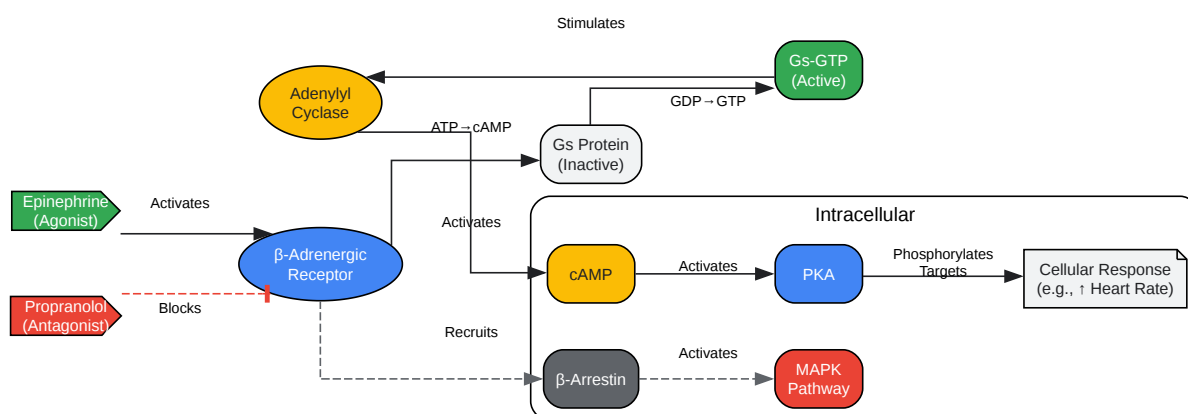 Stimulates
Gs-GTP
(Active)
Adenylyl
Cyclase
GDP→GTP
ATP→cAMP
Gs Protein
(Inactive)
Epinephrine
(Agonist)
Activates
Activates
Intracellular
β-Adrenergic
Receptor
cAMP
Activates
PKA
Phosphorylates
Targets
Cellular Response
(e.g., ↑ Heart Rate)
Propranolol
(Antagonist)
Blocks
Recruits
β-Arrestin
Activates
MAPK
Pathway